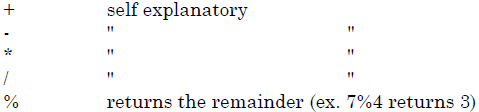 + self explanatory
- " "
* " "
/ " "
% returns the remainder (ex. 7%4 returns 3)